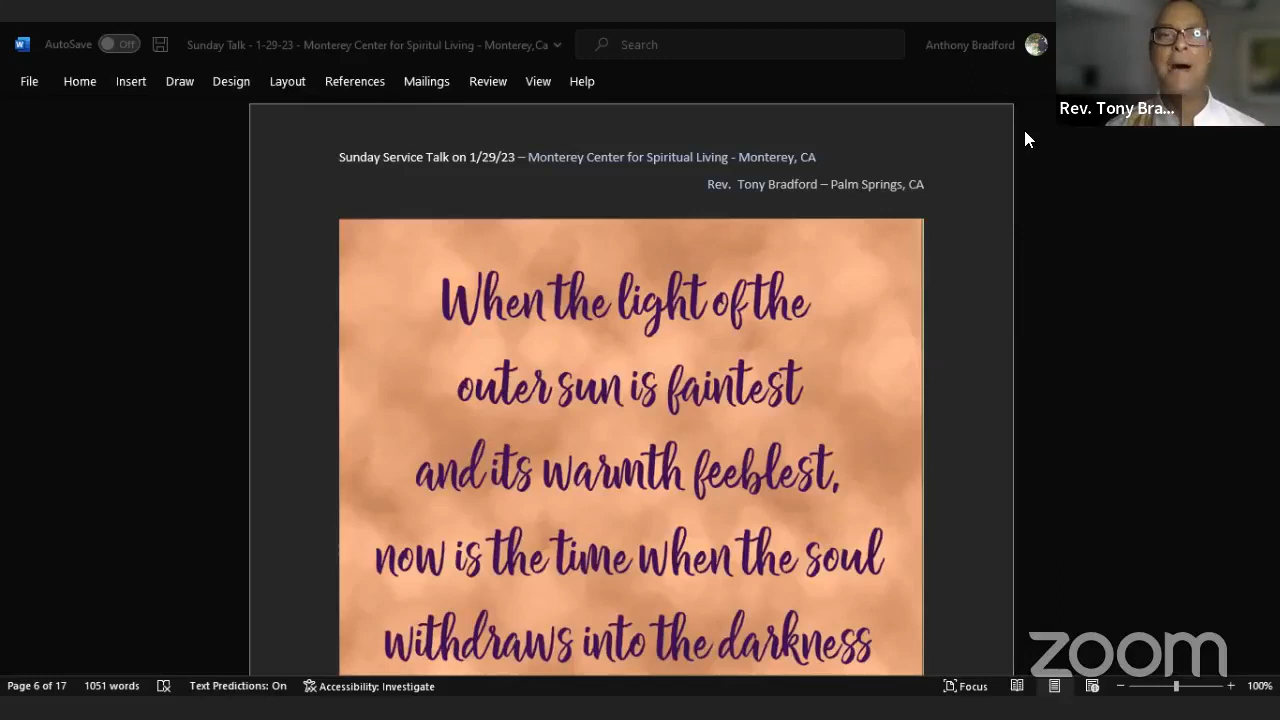 AutoSave Off Sunday Talk - 1-29-23 - Monterey Center for Spiritul Living - Monterey,Ca Search Anthony Bradford
File Home Insert Draw Design Layout References Mailings Review View Help
Rev. Tony Bra...
Sunday Service Talk on 1/29/23 – Monterey Center for Spiritual Living - Monterey, CA
Rev. Tony Bradford – Palm Springs, CA
When the light of the
outer sun is faintest
and its warmth feeblest,
now is the time when the soul
withdraws into the darkness
zoom
Page 6 of 17 1051 words Text Predictions: On Accessibility: Investigate Focus 100%